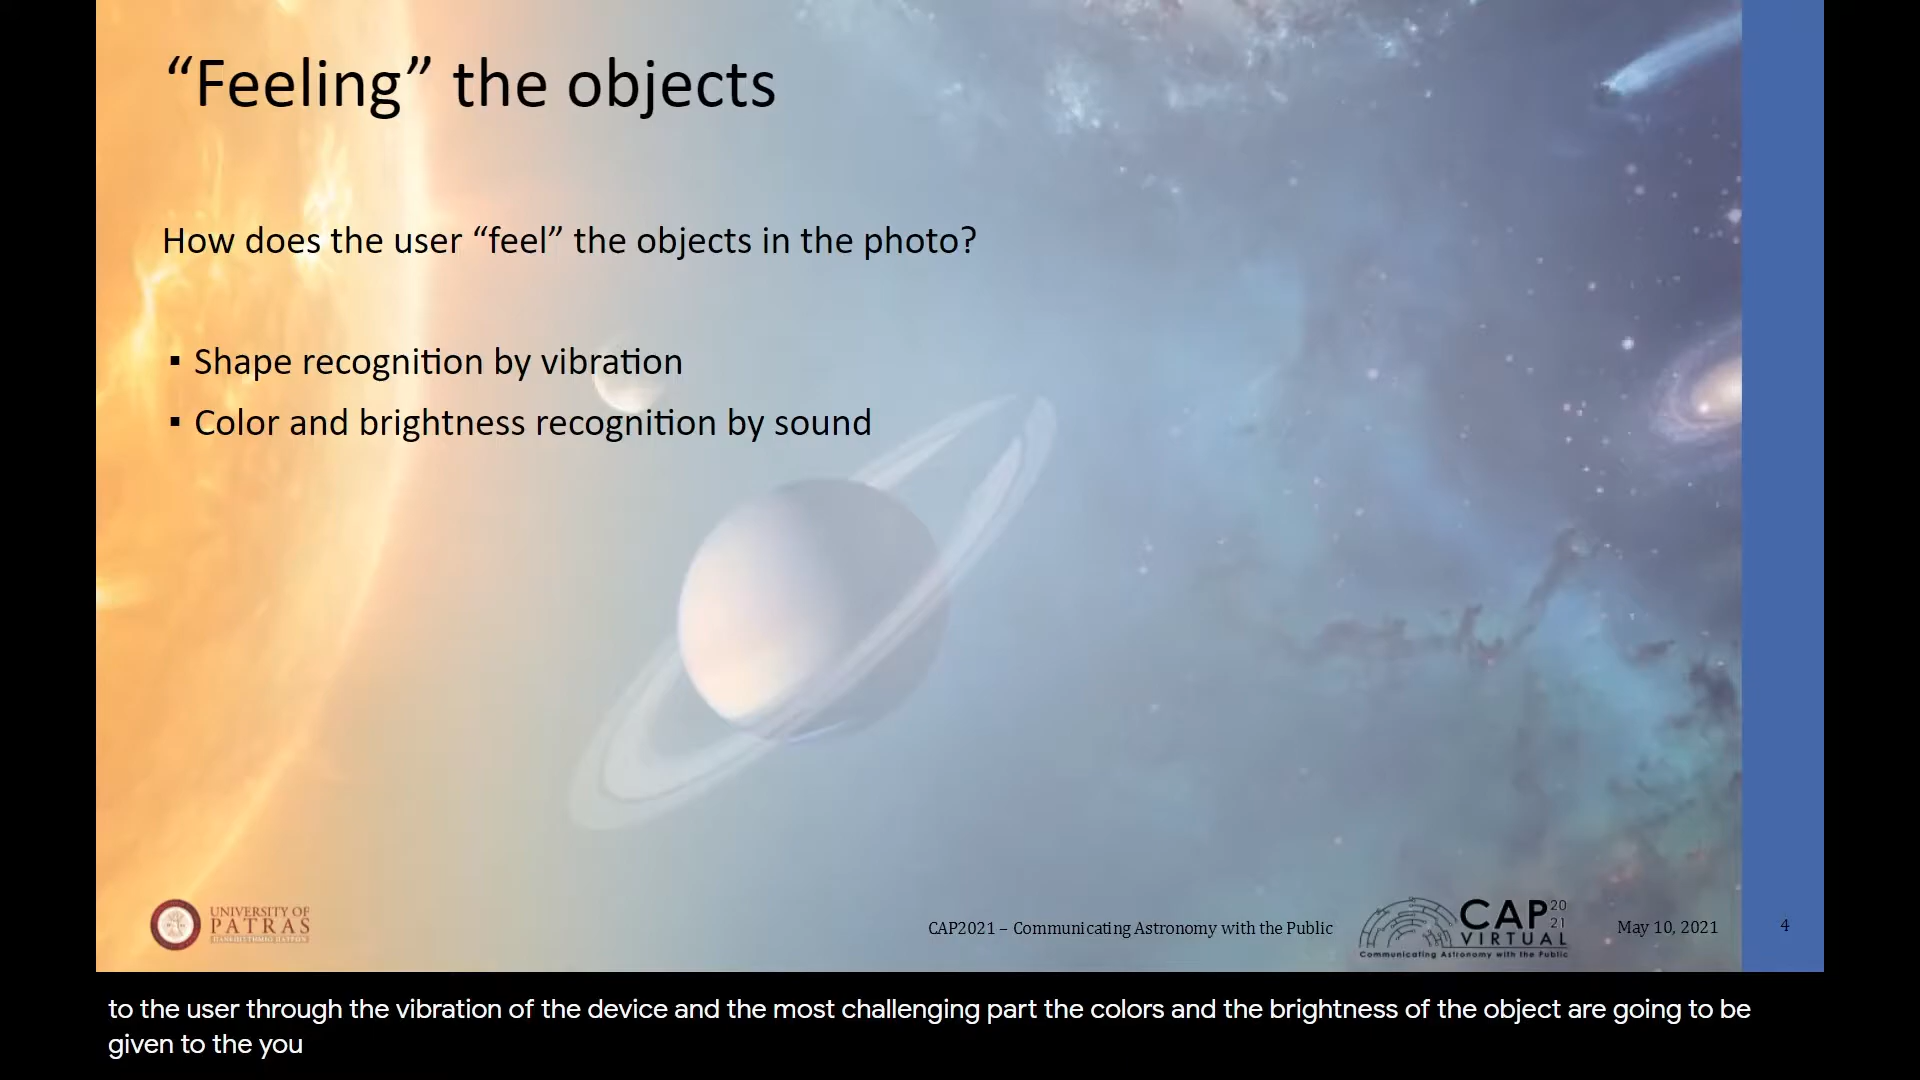 “Feeling” the objects
How does the user “feel” the objects in the photo?
▪ Shape recognition by vibration
▪ Color and brightness recognition by sound
UNIVERSITY OF
PATRAS
ΠΑΝΕΠΙΣΤΗΜΙΟ ΠΑΤΡΩΝ
CAP2021 – Communicating Astronomy with the Public
CAP 20
21
VIRTUAL
Communicating Astronomy with the Public
May 10, 2021
4
to the user through the vibration of the device and the most challenging part the colors and the brightness of the object are going to be
given to the you